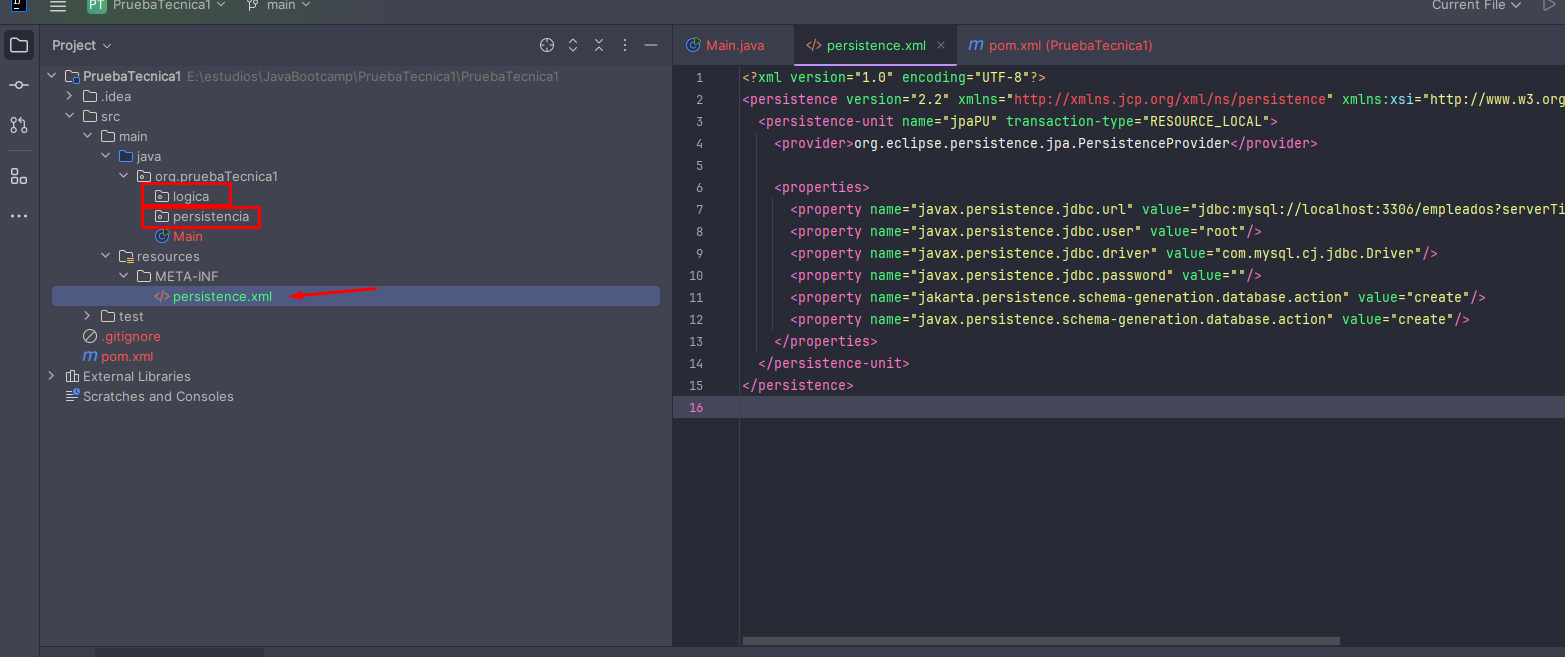 PT PruebaTecnica1 main Current File
Project
Main.java persistence.xml pom.xml (PruebaTecnica1)
PruebaTecnica1 E:\estudios\JavaBootcamp\PruebaTecnica1\PruebaTecnica1
.idea
src
main
java
org.pruebaTecnica1
logica
persistencia
Main
resources
META-INF
persistence.xml
test
.gitignore
pom.xml
External Libraries
Scratches and Consoles
1 <?xml version="1.0" encoding="UTF-8"?>
2 <persistence version="2.2" xmlns="http://xmlns.jcp.org/xml/ns/persistence" xmlns:xsi="http://www.w3.org
3 <persistence-unit name="jpaPU" transaction-type="RESOURCE_LOCAL">
4 <provider>org.eclipse.persistence.jpa.PersistenceProvider</provider>
5
6 <properties>
7 <property name="javax.persistence.jdbc.url" value="jdbc:mysql://localhost:3306/empleados?serverTi
8 <property name="javax.persistence.jdbc.user" value="root"/>
9 <property name="javax.persistence.jdbc.driver" value="com.mysql.cj.jdbc.Driver"/>
10 <property name="javax.persistence.jdbc.password" value=""/>
11 <property name="jakarta.persistence.schema-generation.database.action" value="create"/>
12 <property name="javax.persistence.schema-generation.database.action" value="create"/>
13 </properties>
14 </persistence-unit>
15 </persistence>
16